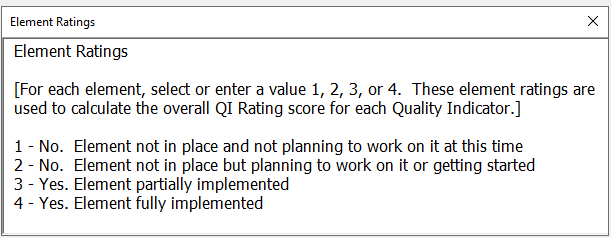 Element Ratings
Element Ratings
[For each element, select or enter a value 1, 2, 3, or 4.  These element ratings are
used to calculate the overall QI Rating score for each Quality Indicator.]
1 - No.  Element not in place and not planning to work on it at this time
2 - No.  Element not in place but planning to work on it or getting started
3 - Yes. Element partially implemented
4 - Yes. Element fully implemented